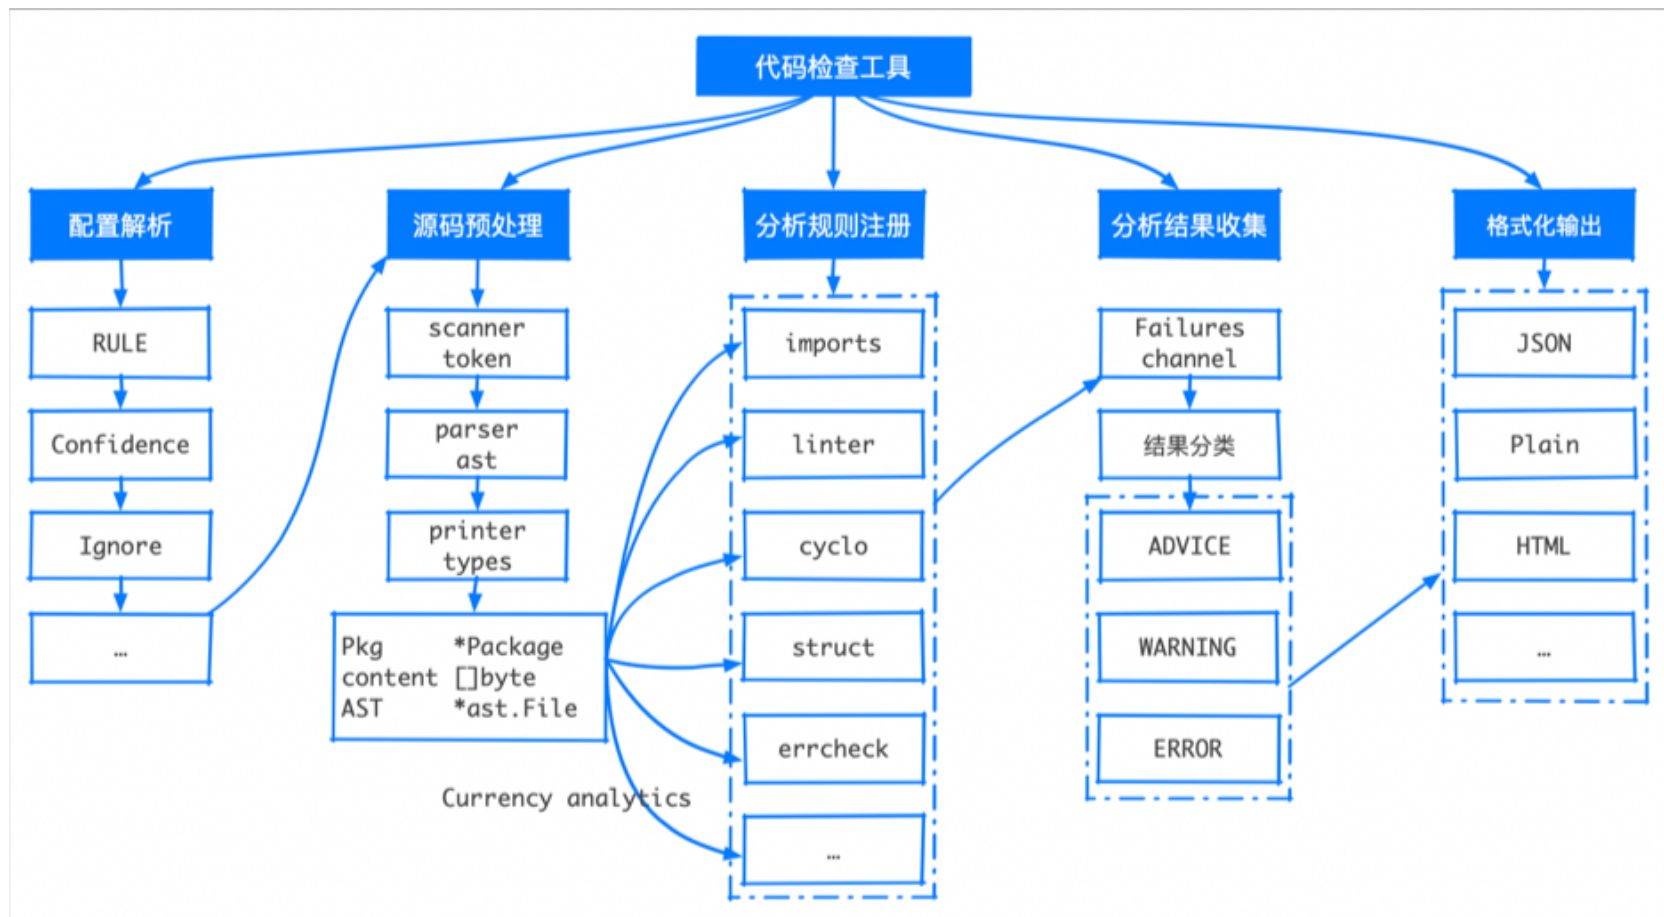 代码检查工具
配置解析
RULE
Confidence
Ignore
…
源码预处理
scanner
token
parser
ast
printer
types
Pkg *Package
content []byte
AST *ast.File
Currency analytics
分析规则注册
imports
linter
cyclo
struct
errcheck
…
分析结果收集
Failures
channel
结果分类
ADVICE
WARNING
ERROR
格式化输出
JSON
Plain
HTML
…